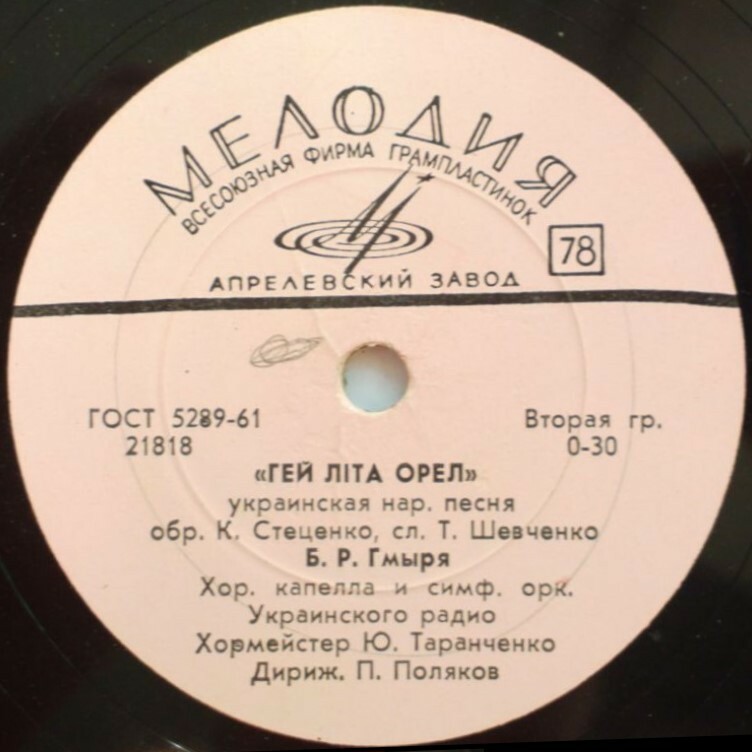 МЕЛОДИЯ
ВСЕСОЮЗНАЯ ФИРМА ГРАМПЛАСТИНОК
78
АПРЕЛЕВСКИЙ ЗАВОД
ГОСТ 5289-61
Вторая гр.
21818
0-30
«ГЕЙ ЛІТА ОРЕЛ»
украинская нар. песня
обр. К. Стеценко, сл. Т. Шевченко
Б. Р. Гмыря
Хор. капелла и симф. орк.
Украинского радио
Хормейстер Ю. Таранченко
Дириж. П. Поляков